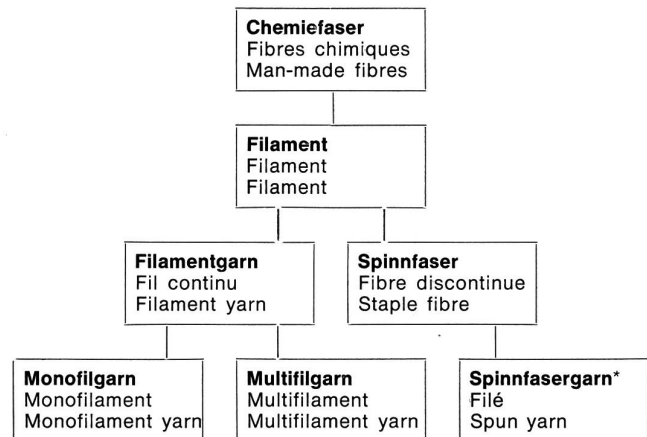 Chemiefaser
Fibres chimiques
Man-made fibres
Filament
Filament
Filament
Filamentgarn
Fil continu
Filament yarn
Spinnfaser
Fibre discontinue
Staple fibre
Monofilgarn
Monofilament
Monofilament yarn
Multifilgarn
Multifilament
Multifilament yarn
Spinnfasergarn*
Filé
Spun yarn